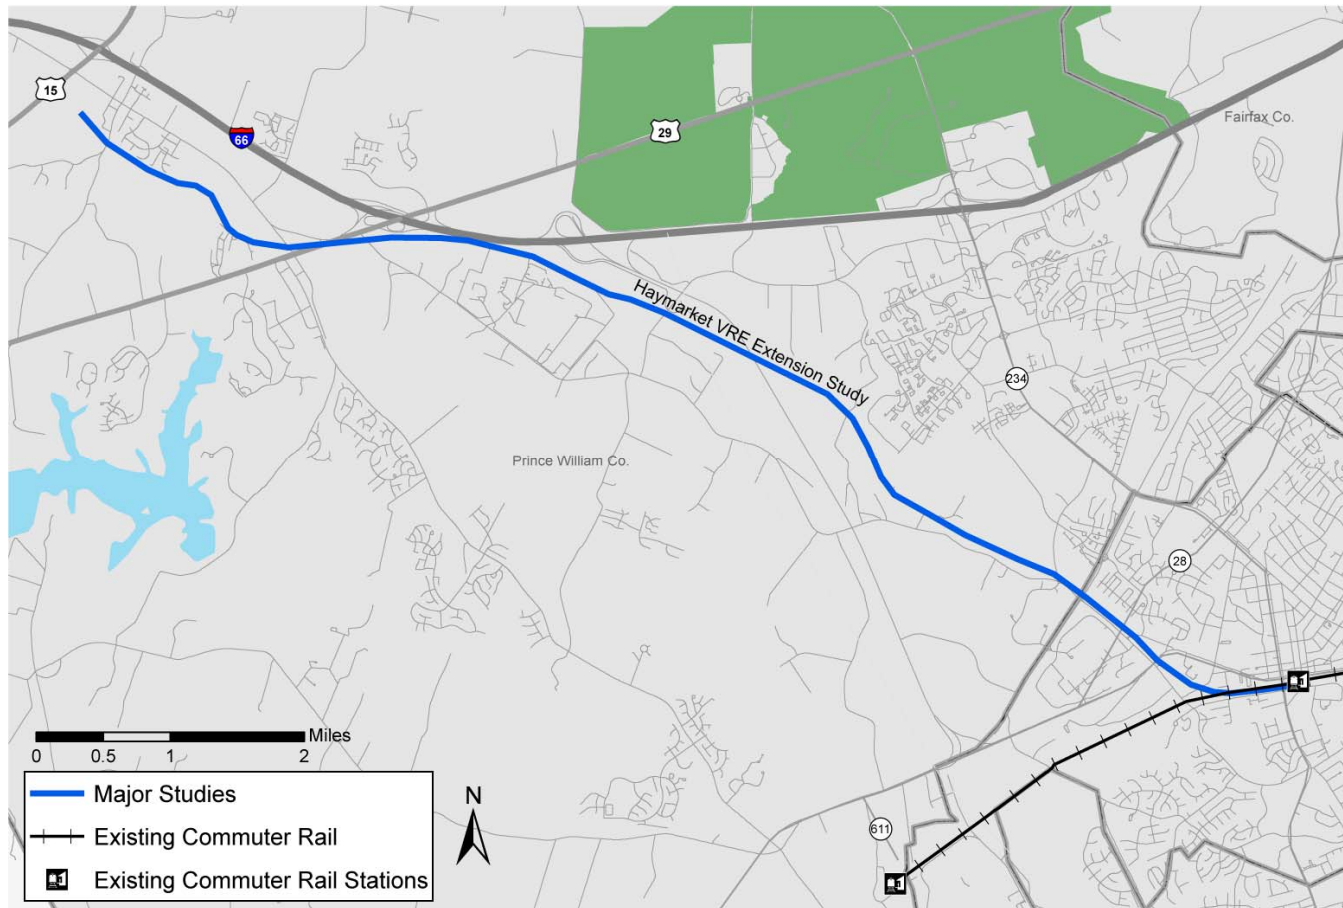 15
66
29
Fairfax Co.
Haymarket VRE Extension Study
234
Prince William Co.
28
Miles
0 0.5 1 2
Major Studies
Existing Commuter Rail
Existing Commuter Rail Stations
N
611